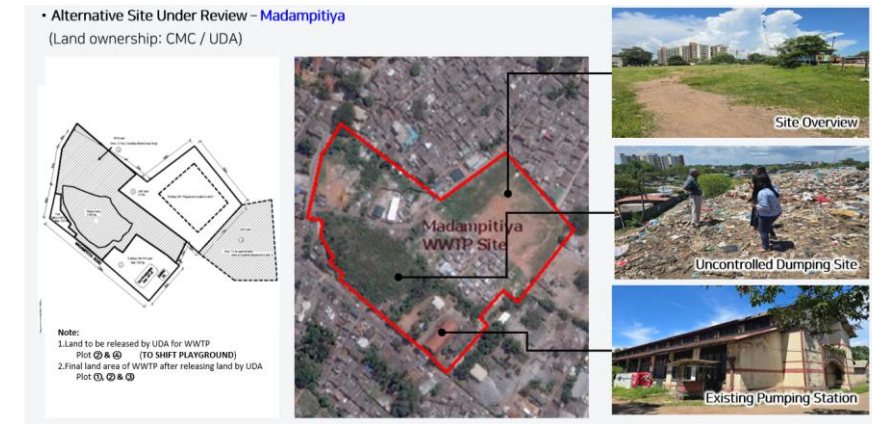 • Alternative Site Under Review – Madampitiya
(Land ownership: CMC / UDA)
Note:
1.Land to be released by UDA for WWTP
Plot ② & ④ (TO SHIFT PLAYGROUND)
2.Final land area of WWTP after releasing land by UDA
Plot ①, ② & ③
Madampitiya
WWTP Site
Site Overview
Uncontrolled Dumping Site
Existing Pumping Station